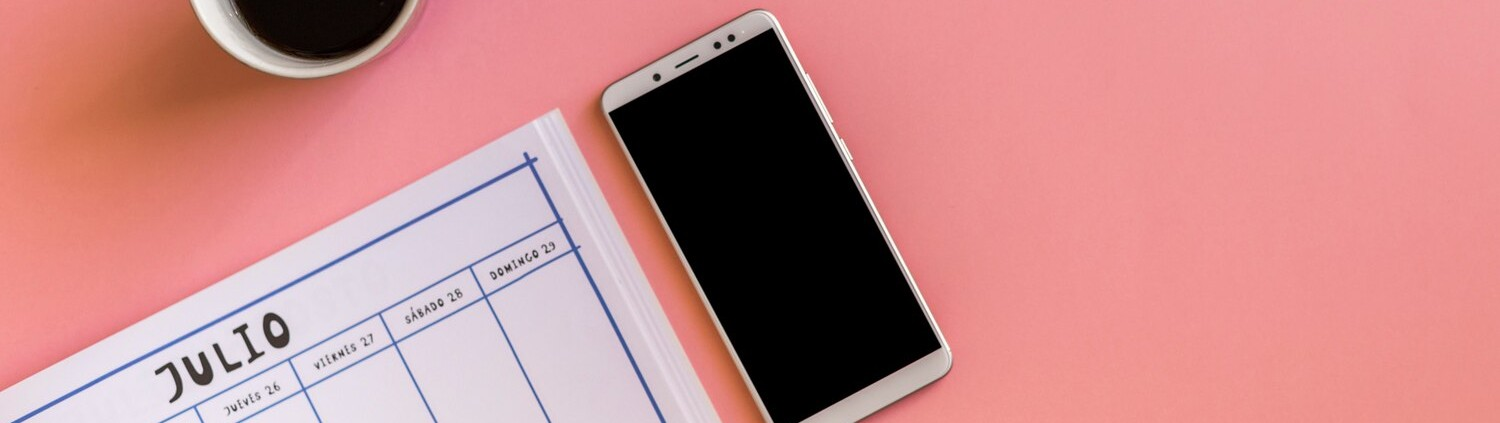 JULIO
JUEVES 26
VIERNES 27
SÁBADO 28
DOMINGO 29